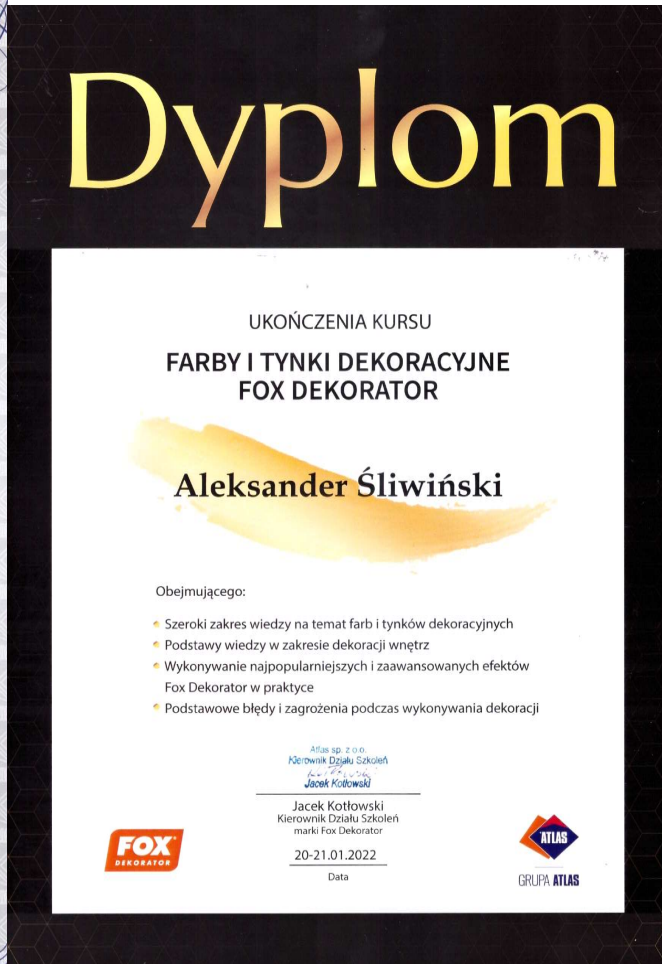 Dyplom
UKOŃCZENIA KURSU
FARBY I TYNKI DEKORACYJNE
FOX DEKORATOR
Aleksander Śliwiński
Obejmującego:
Szeroki zakres wiedzy na temat farb i tynków dekoracyjnych
Podstawy wiedzy w zakresie dekoracji wnętrz
Wykonywanie najpopularniejszych i zaawansowanych efektów
Fox Dekorator w praktyce
Podstawowe błędy i zagrożenia podczas wykonywania dekoracji
Atlas sp. z o.o.
Kierownik Działu Szkoleń
Jacek Kotłowski
Jacek Kotłowski
Kierownik Działu Szkoleń
marki Fox Dekorator
20-21.01.2022
Data
FOX
DEKORATOR
ATLAS
GRUPA ATLAS